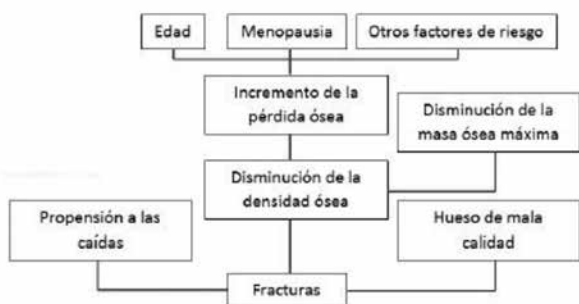 Edad
Menopausia
Otros factores de riesgo
Incremento de la
pérdida ósea
Disminución de la
masa ósea máxima
Disminución de la
densidad ósea
Propensión a las
caídas
Hueso de mala
calidad
Fracturas